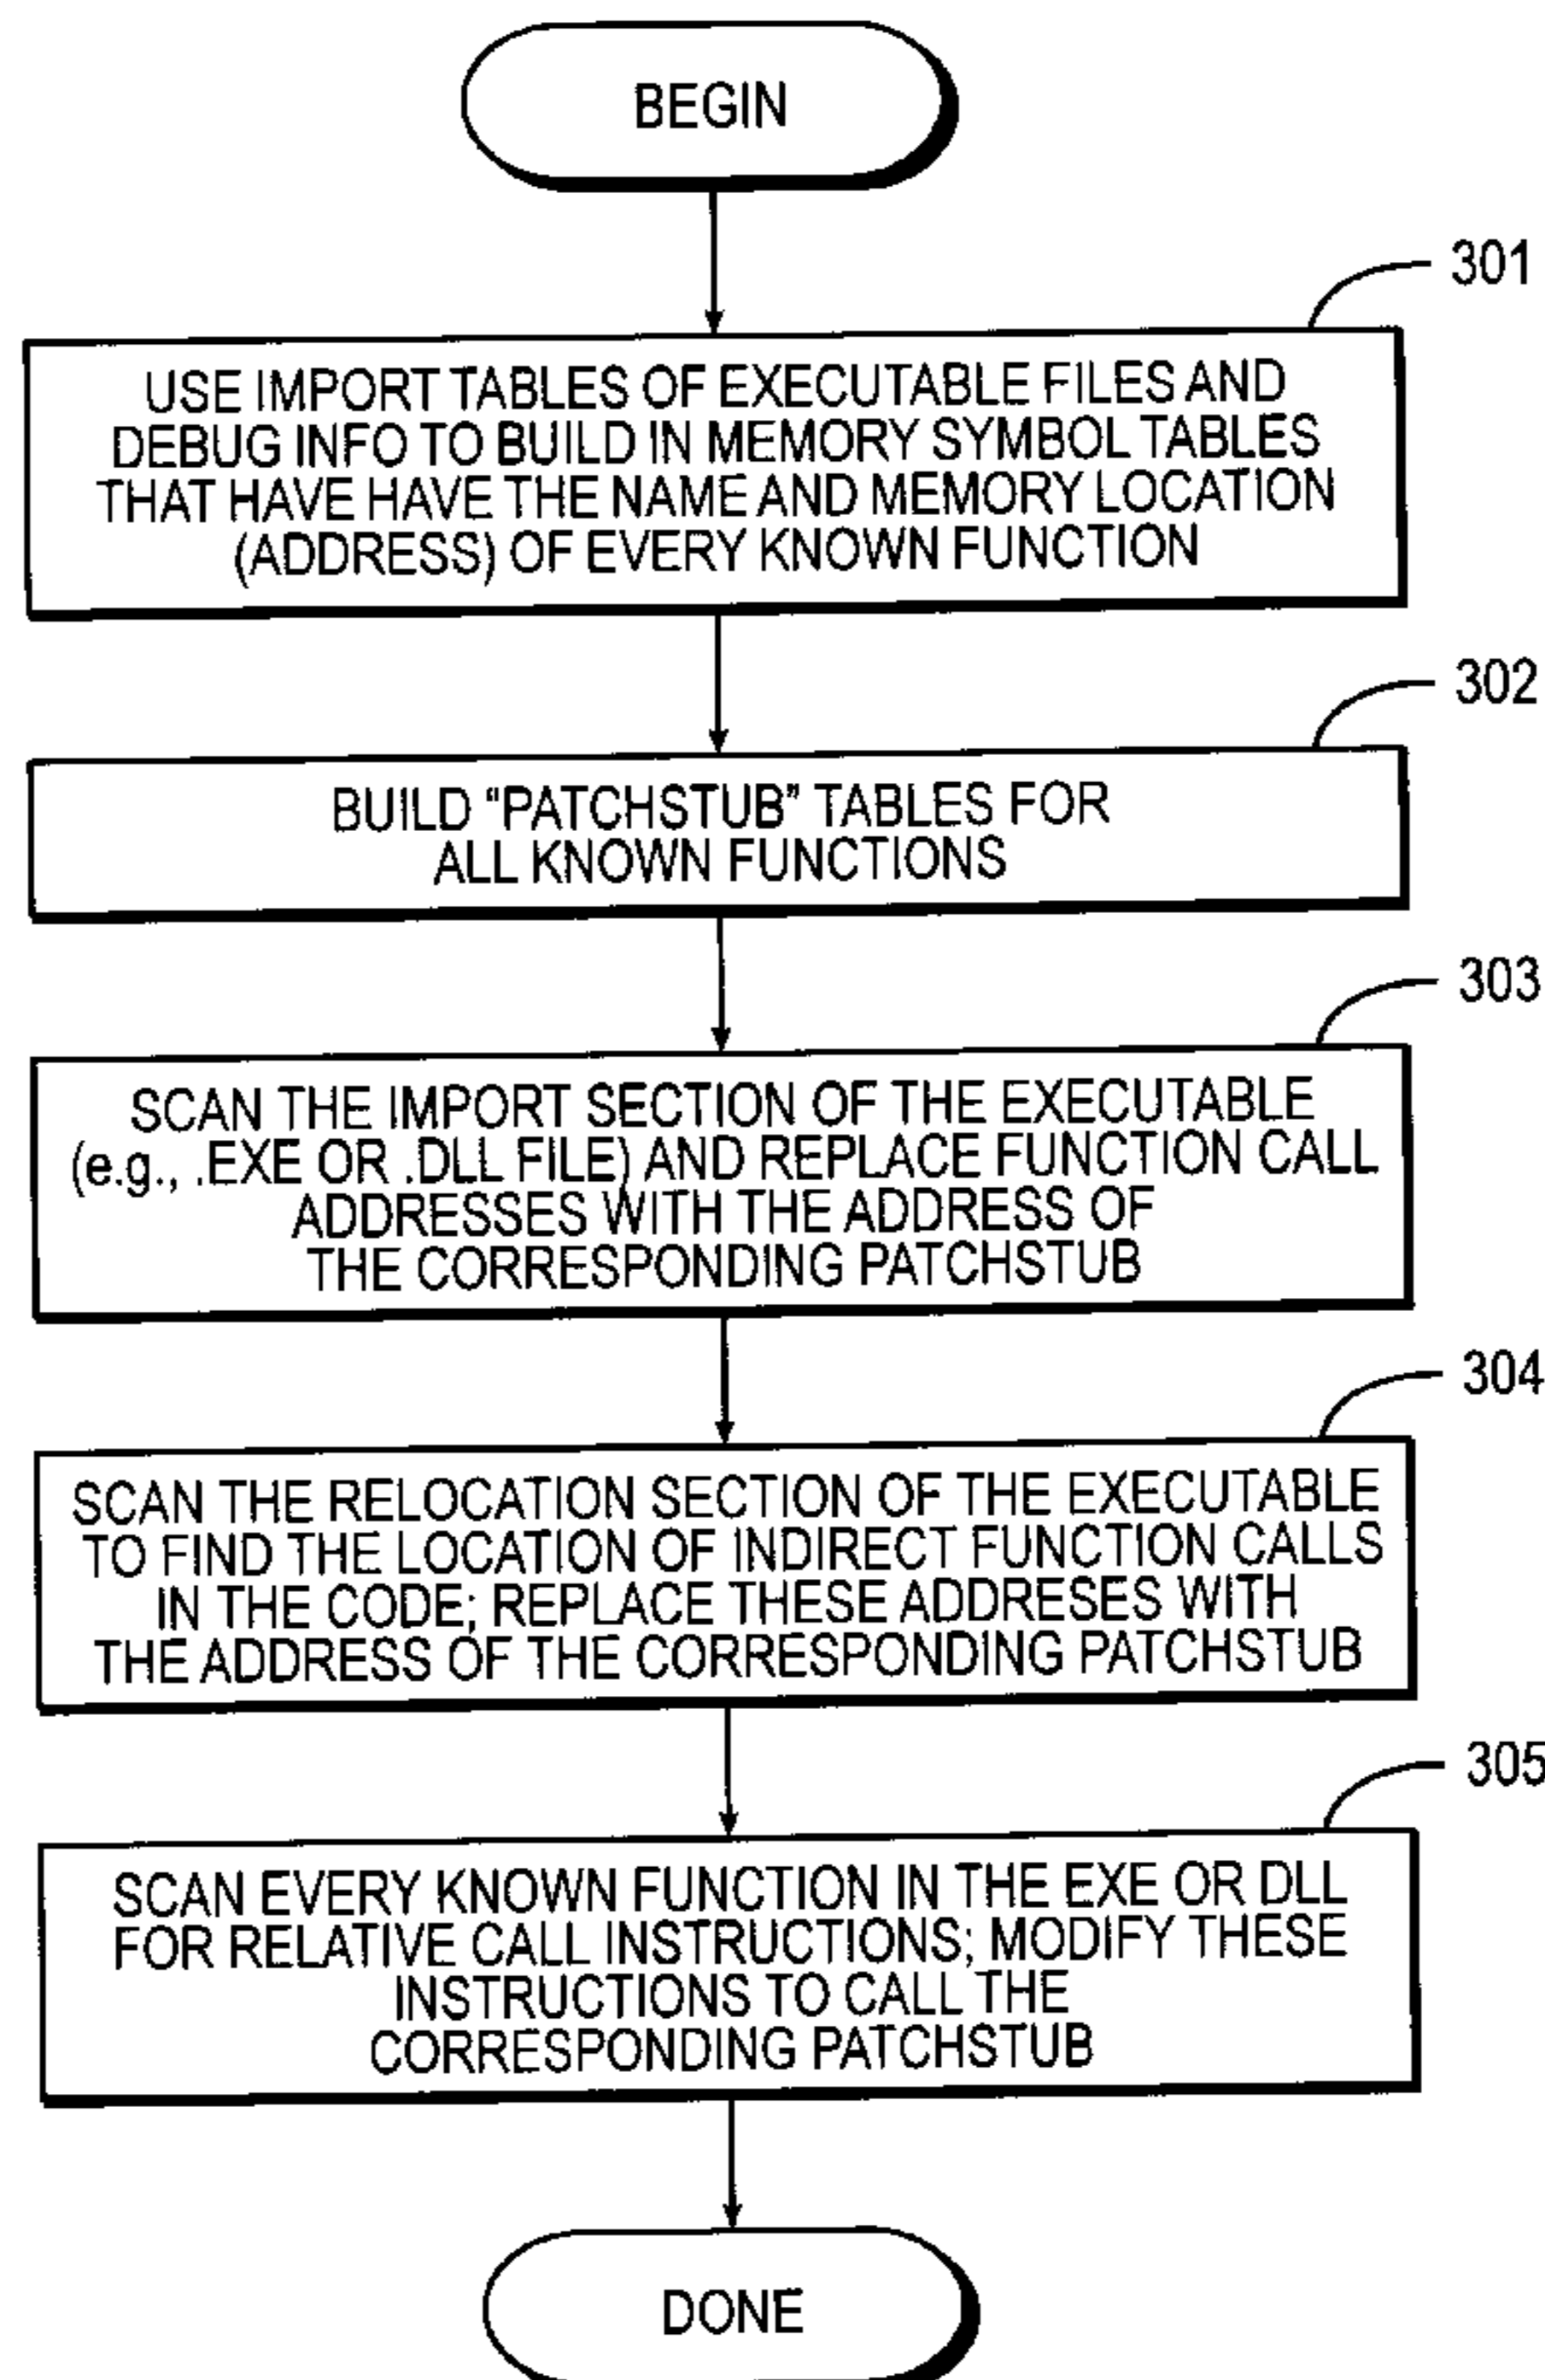 BEGIN
301
USE IMPORT TABLES OF EXECUTABLE FILES AND
DEBUG INFO TO BUILD IN MEMORY SYMBOL TABLES
THAT HAVE HAVE THE NAME AND MEMORY LOCATION
(ADDRESS) OF EVERY KNOWN FUNCTION
302
BUILD “PATCHSTUB” TABLES FOR
ALL KNOWN FUNCTIONS
303
SCAN THE IMPORT SECTION OF THE EXECUTABLE
(e.g., .EXE OR .DLL FILE) AND REPLACE FUNCTION CALL
ADDRESSES WITH THE ADDRESS OF
THE CORRESPONDING PATCHSTUB
304
SCAN THE RELOCATION SECTION OF THE EXECUTABLE
TO FIND THE LOCATION OF INDIRECT FUNCTION CALLS
IN THE CODE; REPLACE THESE ADDRESES WITH
THE ADDRESS OF THE CORRESPONDING PATCHSTUB
305
SCAN EVERY KNOWN FUNCTION IN THE EXE OR DLL
FOR RELATIVE CALL INSTRUCTIONS; MODIFY THESE
INSTRUCTIONS TO CALL THE
CORRESPONDING PATCHSTUB
DONE